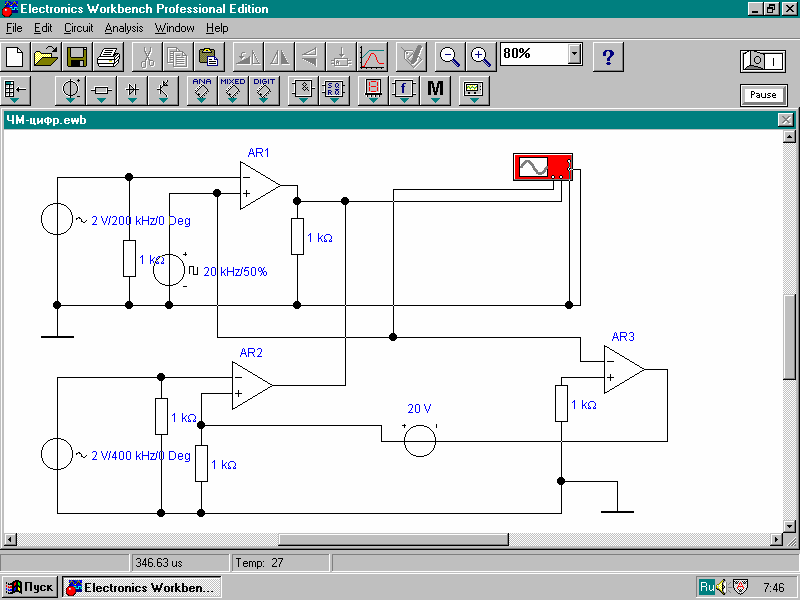 Electronics Workbench Professional Edition
File Edit Circuit Analysis Window Help
80%
?
ANA MIXED DIGIT
M
Pause
ЧМ-цифр.ewb
AR1
2 V/200 kHz/0 Deg
1 kΩ
1 kΩ
20 kHz/50%
AR3
AR2
1 kΩ
20 V
1 kΩ
2 V/400 kHz/0 Deg
1 kΩ
346.63 us
Temp: 27
Пуск
Electronics Workben...
Ru
7:46